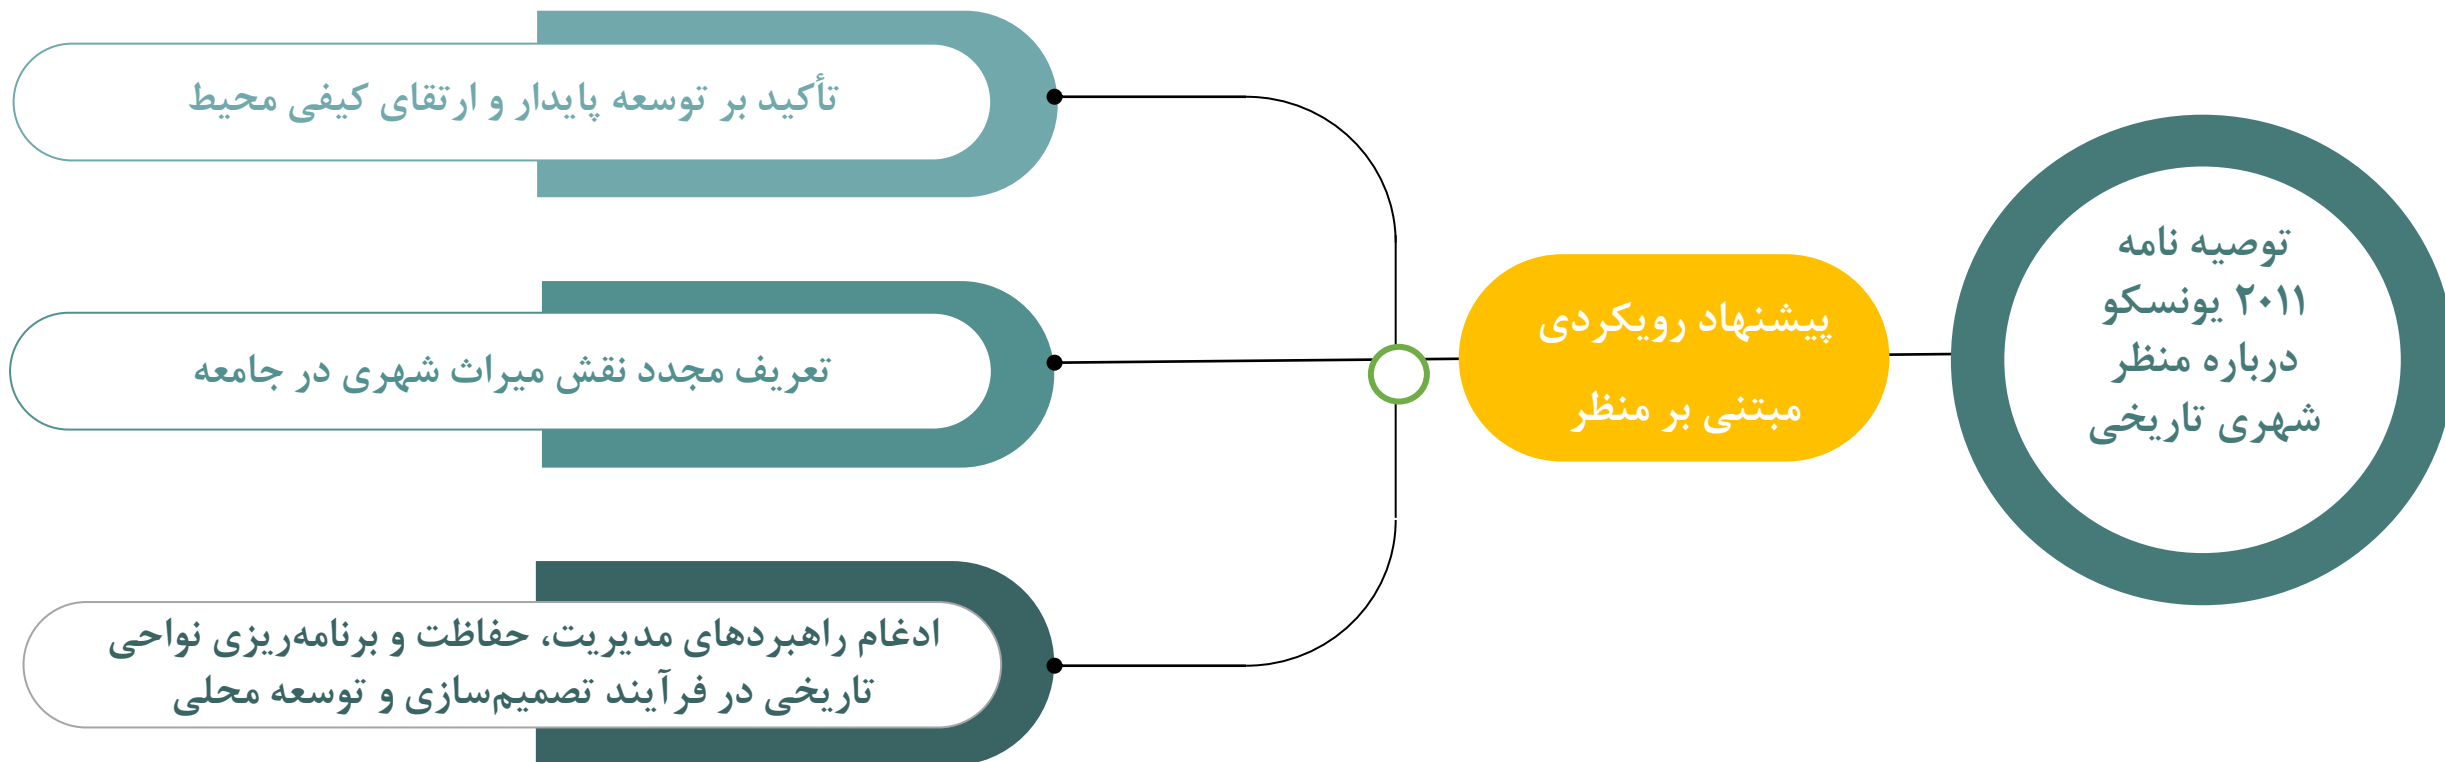 توصیه نامه
۲۰۱۱ یونسکو
درباره منظر
شهری تاریخی
پیشنهاد رویکردی
مبتنی بر منظر
تأکید بر توسعه پایدار و ارتقای کیفی محیط
تعریف مجدد نقش میراث شهری در جامعه
ادغام راهبردهای مدیریت، حفاظت و برنامه‌ریزی نواحی
تاریخی در فرآیند تصمیم‌سازی و توسعه محلی